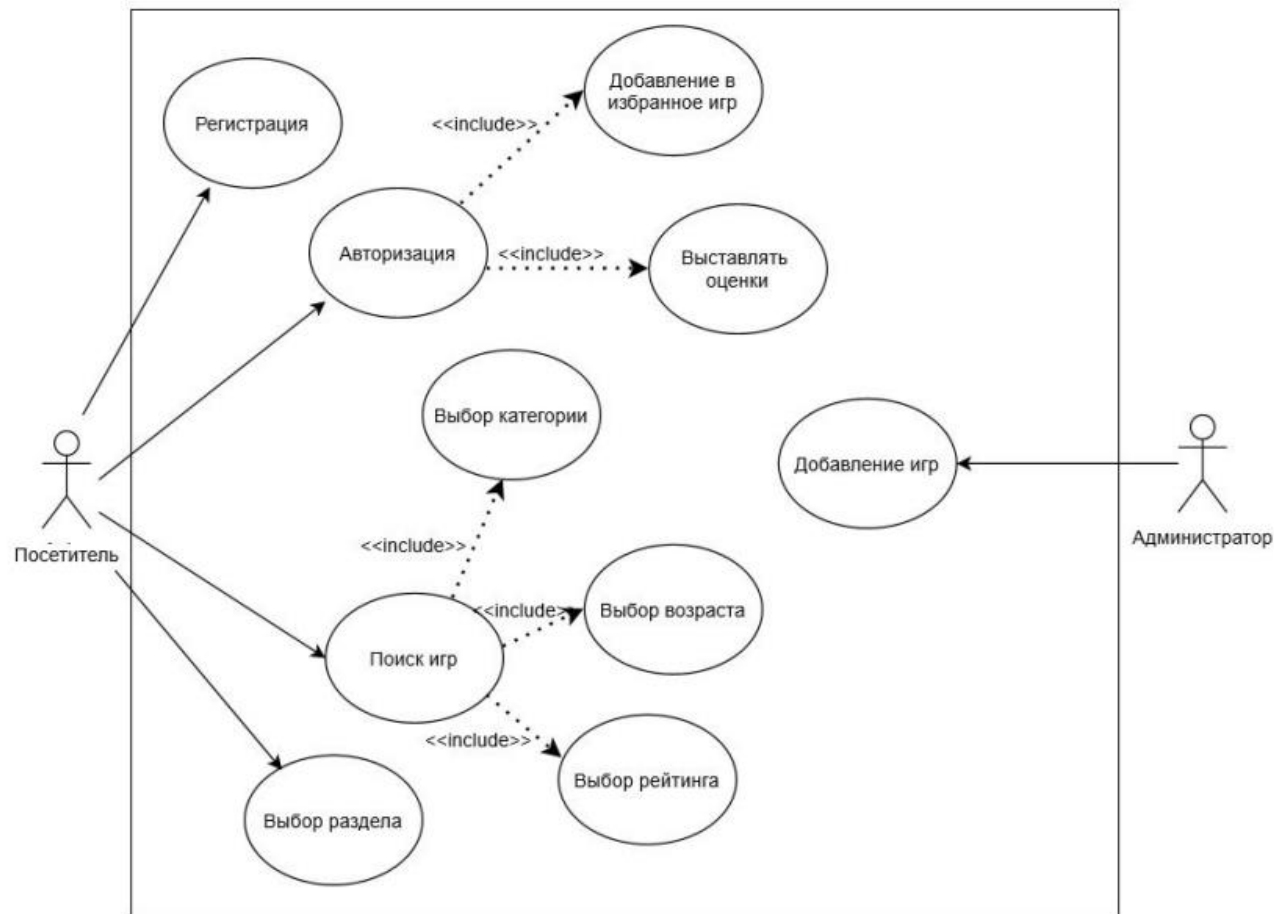 Добавление в
избранное игр
<<include>>
Регистрация
Авторизация
<<include>>
Выставлять
оценки
Выбор категории
Добавление игр
Посетитель
Администратор
<<include>>
<<include>>
Выбор возраста
Поиск игр
<<include>>
Выбор рейтинга
Выбор раздела